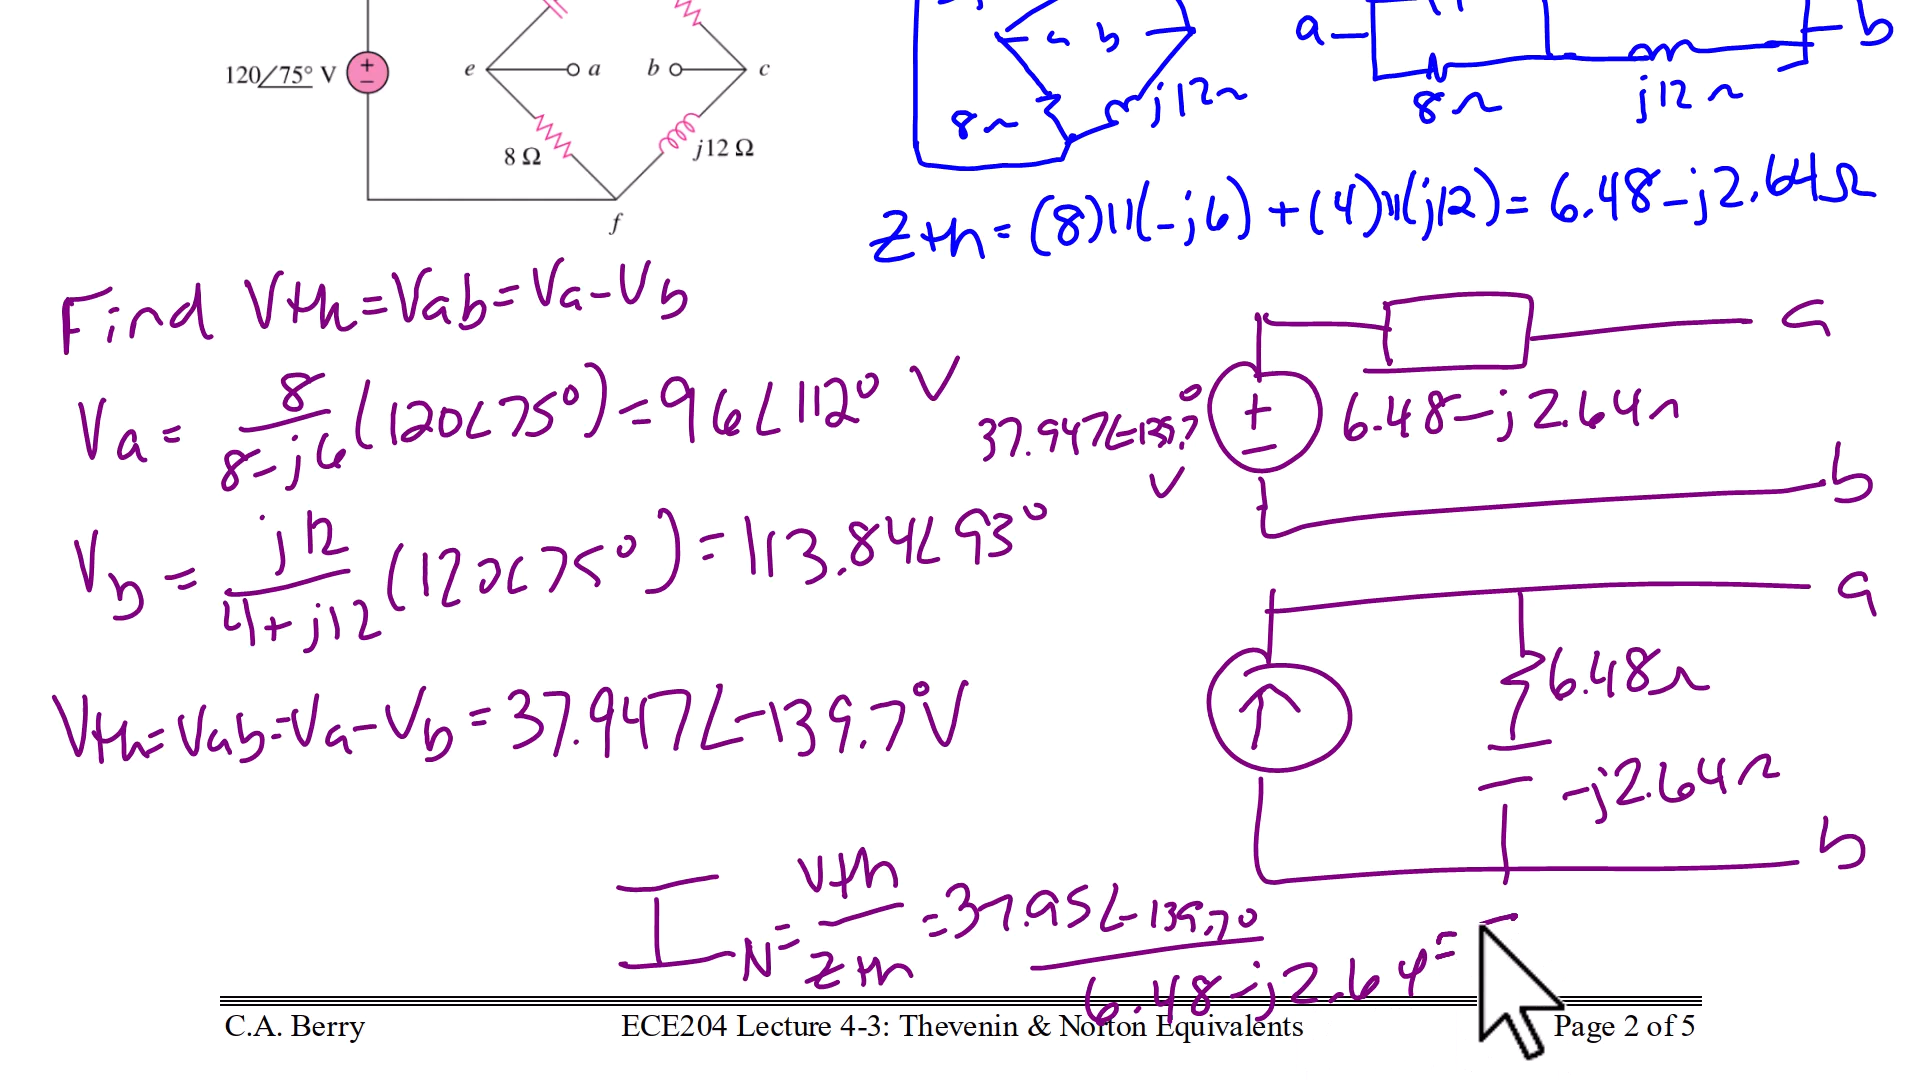 120∠75° V
+
−
e
a
b
c
8 Ω
j12 Ω
f
a b
8Ω
j12Ω
a
b
8Ω
j12Ω
Zth = (8)||(-j6) + (4)||(j12) = 6.48-j2.64Ω
Find Vth = Vab = Va-Vb
Va = 8/(8-j6) (120∠75°) = 96∠112° V
Vb = j12/(4+j12) (120∠75°) = 113.84∠93°
Vth = Vab = Va-Vb = 37.947∠-139.7° V
a
37.947∠-139.7°
V
+
−
6.48-j2.64Ω
b
a
6.48Ω
-j2.64Ω
b
I_N = Vth/Zth = 37.95∠-139.7°/6.48-j2.64 =
C.A. Berry
ECE204 Lecture 4-3: Thevenin & Norton Equivalents
Page 2 of 5